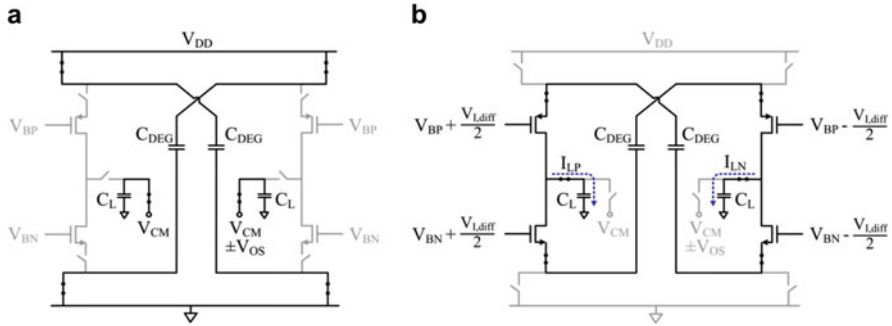 a
V_DD
V_BP
C_DEG C_DEG
V_BP
C_L
C_L
V_CM
V_CM
±V_OS
V_BN
V_BN
b
V_DD
V_BP + V_I,diff/2
C_DEG C_DEG
V_BP - V_I,diff/2
I_LP
I_LN
C_L
C_L
V_CM
V_CM
±V_OS
V_BN + V_I,diff/2
V_BN - V_I,diff/2